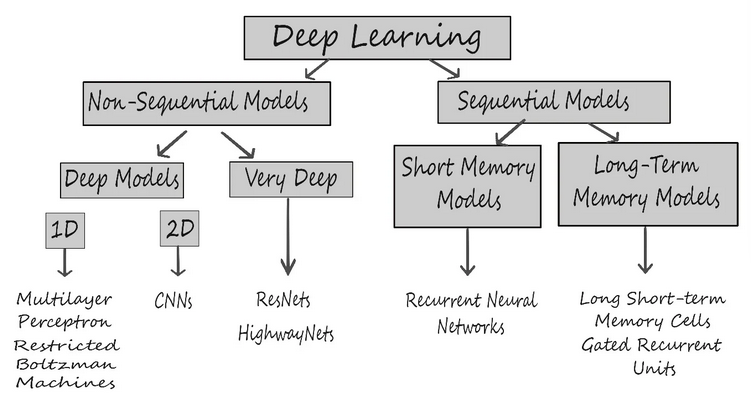 Deep Learning
Non-Sequential Models
Sequential Models
Deep Models
Very Deep
Short Memory
Models
Long-Term
Memory Models
1D
2D
Multilayer
Perceptron
Restricted
Boltzman
Machines
CNNs
ResNets
HighwayNets
Recurrent Neural
Networks
Long Short-term
Memory Cells
Gated Recurrent
Units